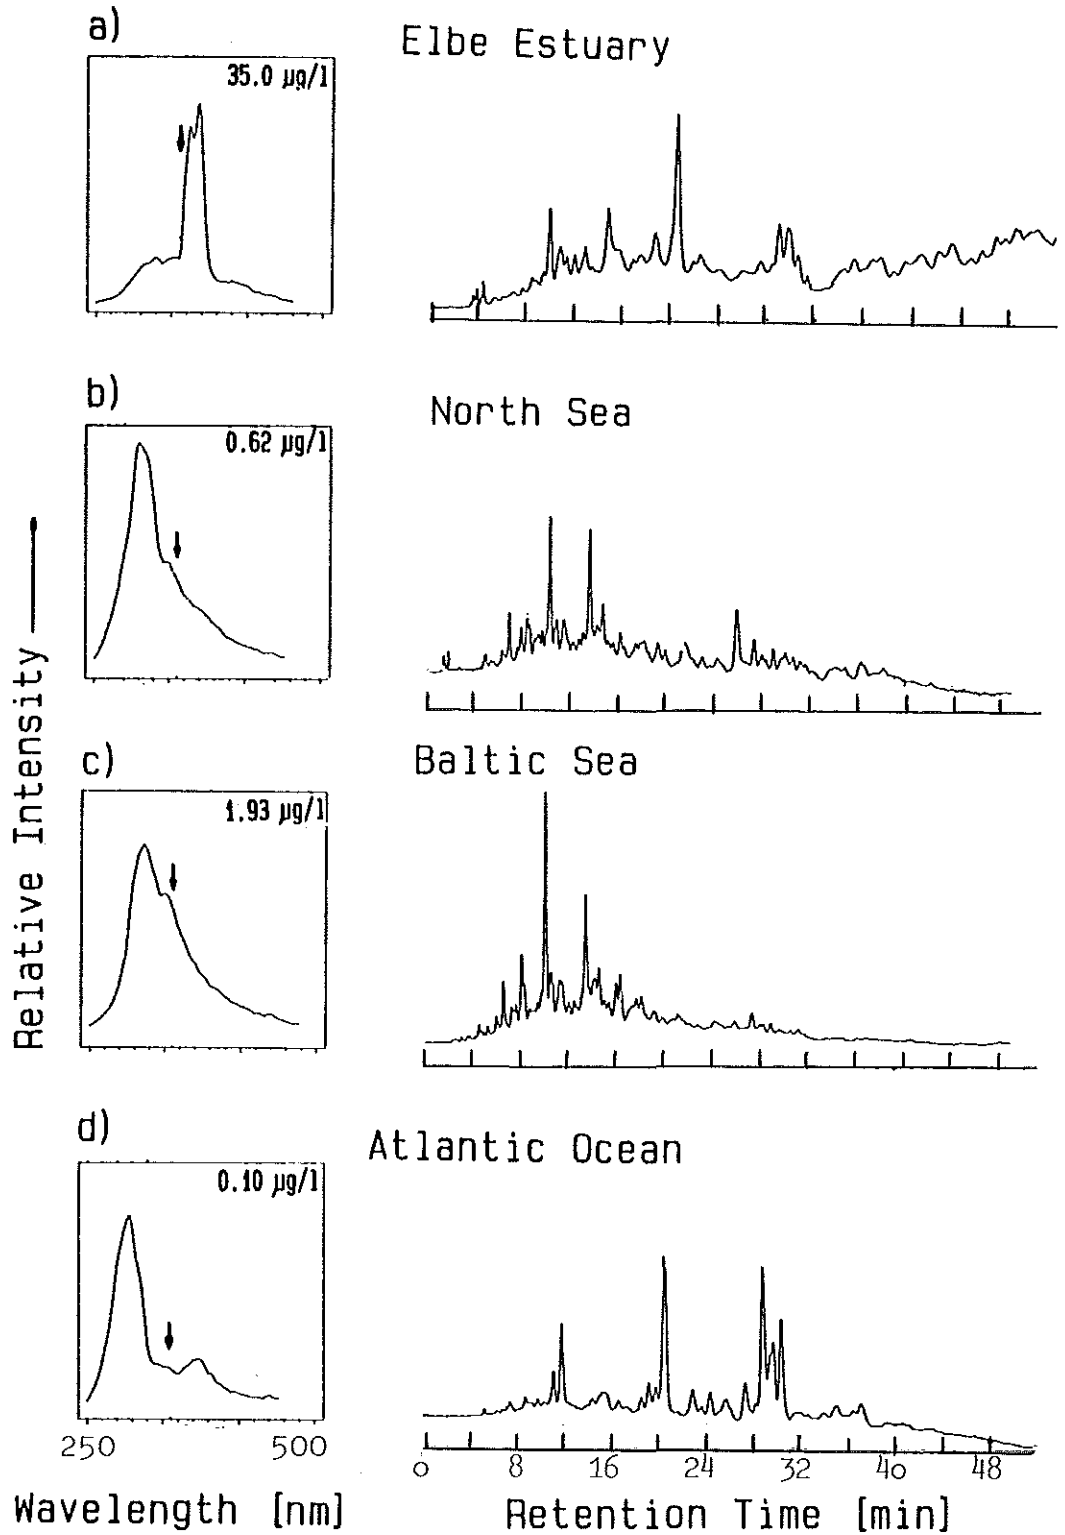 a)
Elbe Estuary
35.0 µg/l
b)
North Sea
0.62 µg/l
c)
Baltic Sea
1.93 µg/l
d)
Atlantic Ocean
0.10 µg/l
Relative Intensity
250 500
0 8 16 24 32 40 48
Wavelength [nm]
Retention Time [min]